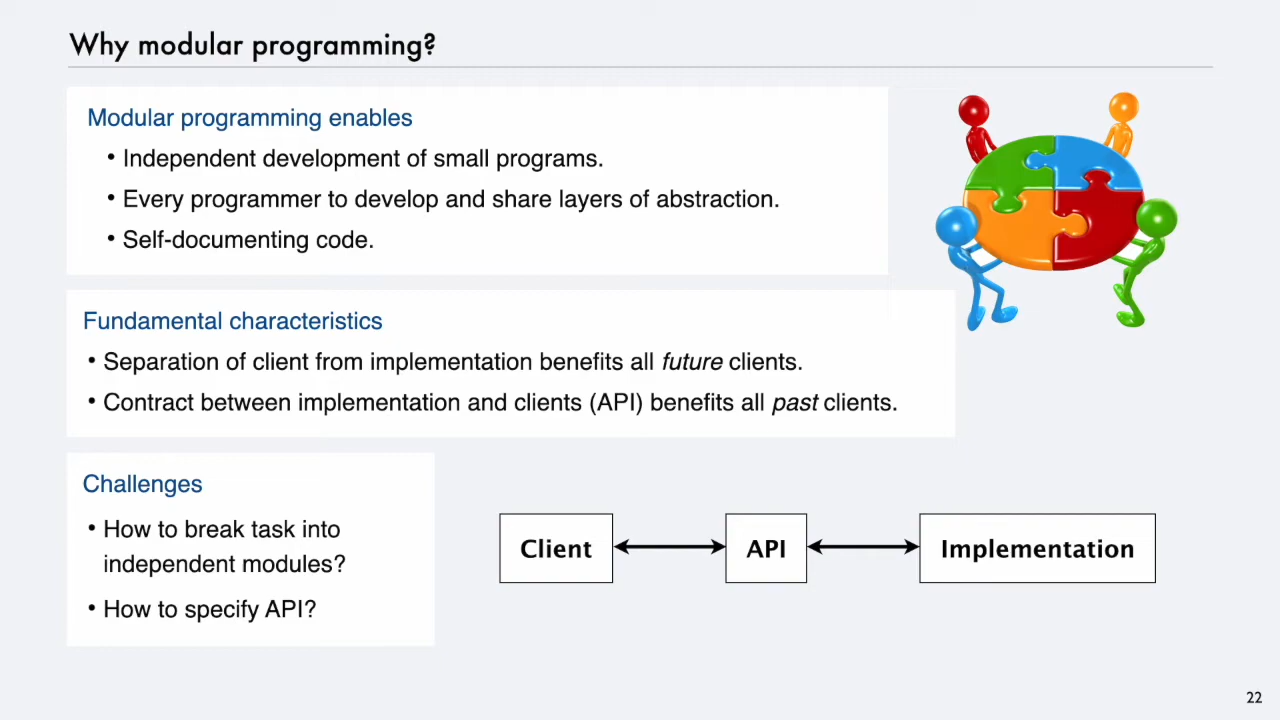 Why modular programming?
Modular programming enables
• Independent development of small programs.
• Every programmer to develop and share layers of abstraction.
• Self-documenting code.
Fundamental characteristics
• Separation of client from implementation benefits all future clients.
• Contract between implementation and clients (API) benefits all past clients.
Challenges
• How to break task into
independent modules?
• How to specify API?
Client
API
Implementation
22